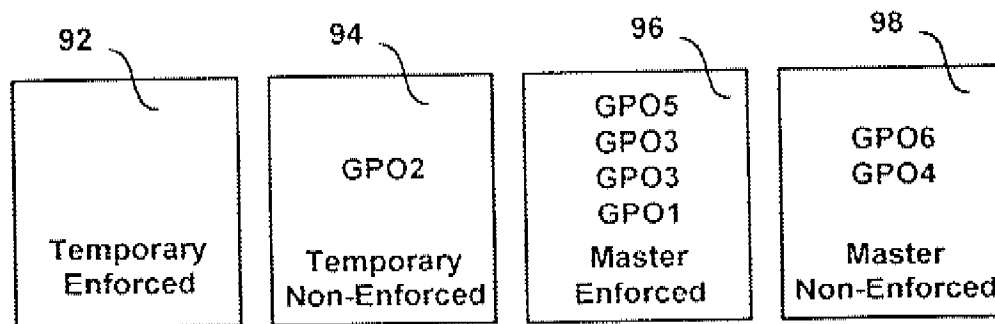 92
94
96
98
GPO2
GPO5
GPO3
GPO3
GPO1
GPO6
GPO4
Temporary
Enforced
Temporary
Non-Enforced
Master
Enforced
Master
Non-Enforced